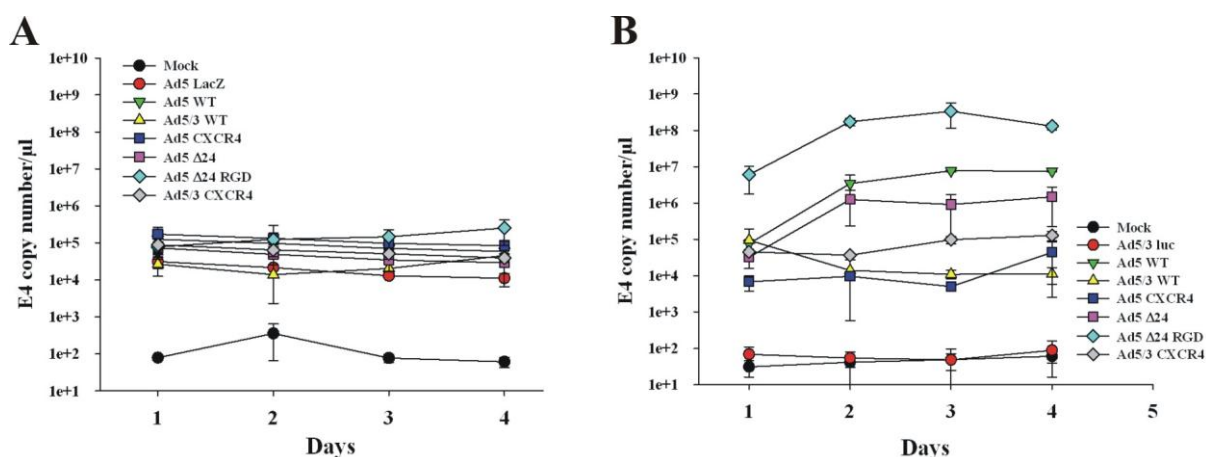 A
1e+10
1e+9
1e+8
1e+7
1e+6
1e+5
1e+4
1e+3
1e+2
1e+1
E4 copy number/µl
Mock
Ad5 LacZ
Ad5 WT
Ad5/3 WT
Ad5 CXCR4
Ad5 Δ24
Ad5 Δ24 RGD
Ad5/3 CXCR4
1 2 3 4
Days
B
1e+10
1e+9
1e+8
1e+7
1e+6
1e+5
1e+4
1e+3
1e+2
1e+1
E4 copy number/µl
Mock
Ad5/3 luc
Ad5 WT
Ad5/3 WT
Ad5 CXCR4
Ad5 Δ24
Ad5 Δ24 RGD
Ad5/3 CXCR4
1 2 3 4 5
Days